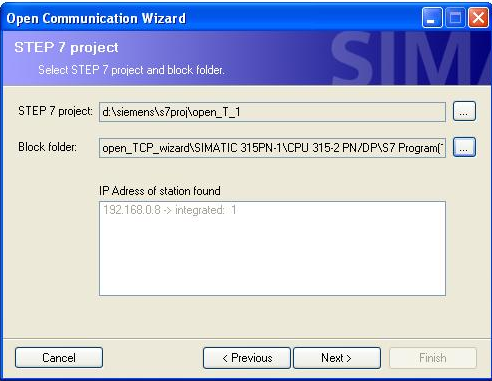 Open Communication Wizard
STEP 7 project
Select STEP 7 project and block folder.
SIMA
STEP 7 project: d:\siemens\s7proj\open_T_1 ...
Block folder: open_TCP_wizard\SIMATIC 315PN-1\CPU 315-2 PN/DP\S7 Program( ...
IP Adress of station found
192.168.0.8 -> integrated: 1
Cancel < Previous Next > Finish